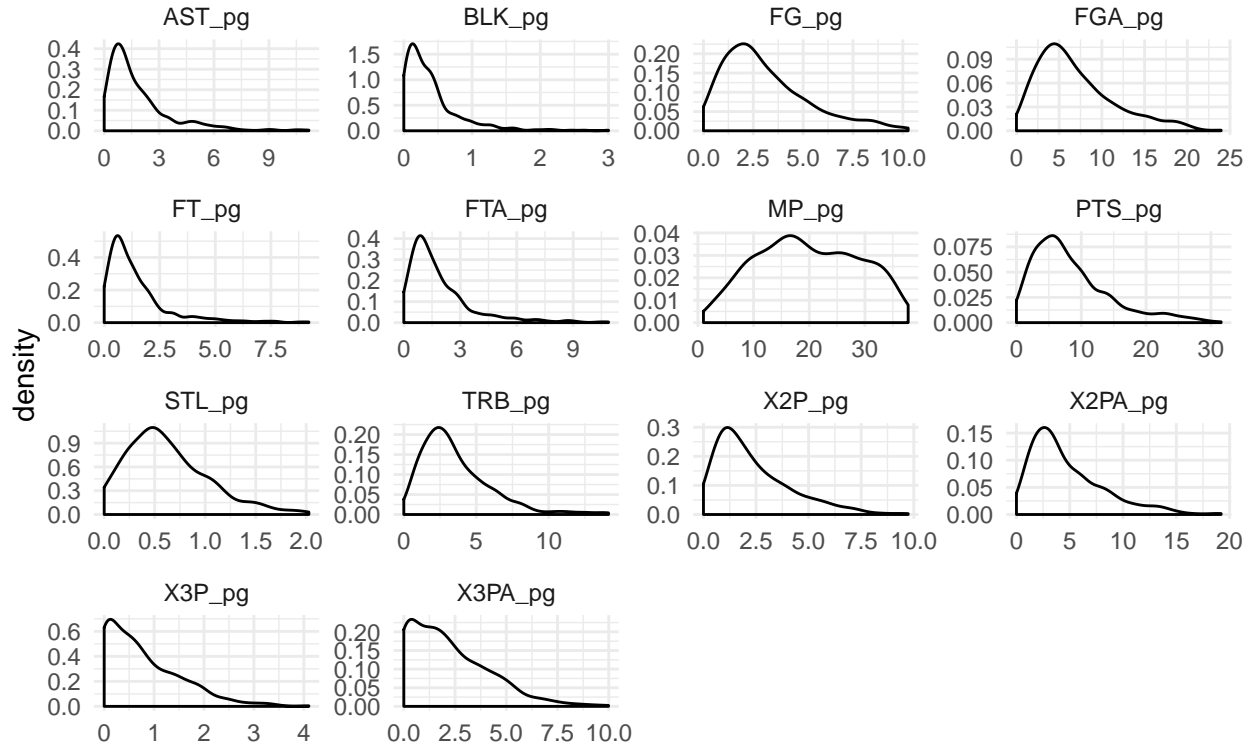 AST_pg BLK_pg FG_pg FGA_pg
0.4 1.5 0.20 0.09
0.3 0.15
0.2 1.0 0.10 0.06
0.1 0.5 0.05 0.03
0.0 0.0 0.00 0.00
0 3 6 9 0 1 2 3 0.0 2.5 5.0 7.5 10.0 0 5 10 15 20 25
FT_pg FTA_pg MP_pg PTS_pg
0.4 0.4 0.04 0.075
0.3 0.03
0.2 0.2 0.02 0.050
0.1 0.01 0.025
0.0 0.0 0.00 0.000
0.0 2.5 5.0 7.5 0 3 6 9 0 10 20 30 0 10 20 30
density
STL_pg TRB_pg X2P_pg X2PA_pg
0.9 0.20 0.3 0.15
0.6 0.15 0.2 0.10
0.3 0.10 0.1 0.05
0.05
0.0 0.00 0.0 0.00
0.0 0.5 1.0 1.5 2.0 0 5 10 0.0 2.5 5.0 7.5 10.0 0 5 10 15 20
X3P_pg X3PA_pg
0.6 0.20
0.4 0.15
0.2 0.10
0.05
0.0 0.00
0 1 2 3 4 0.0 2.5 5.0 7.5 10.0